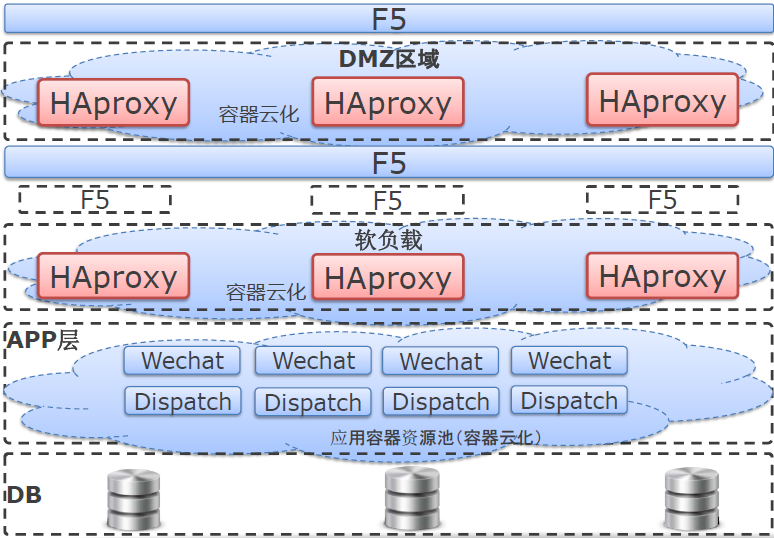 F5
DMZ区域
HAproxy
容器云化
HAproxy
HAproxy
F5
F5
F5
F5
软负载
HAproxy
容器云化
HAproxy
HAproxy
APP层
Wechat
Wechat
Wechat
Wechat
Dispatch
Dispatch
Dispatch
Dispatch
应用容器资源池（容器云化）
DB